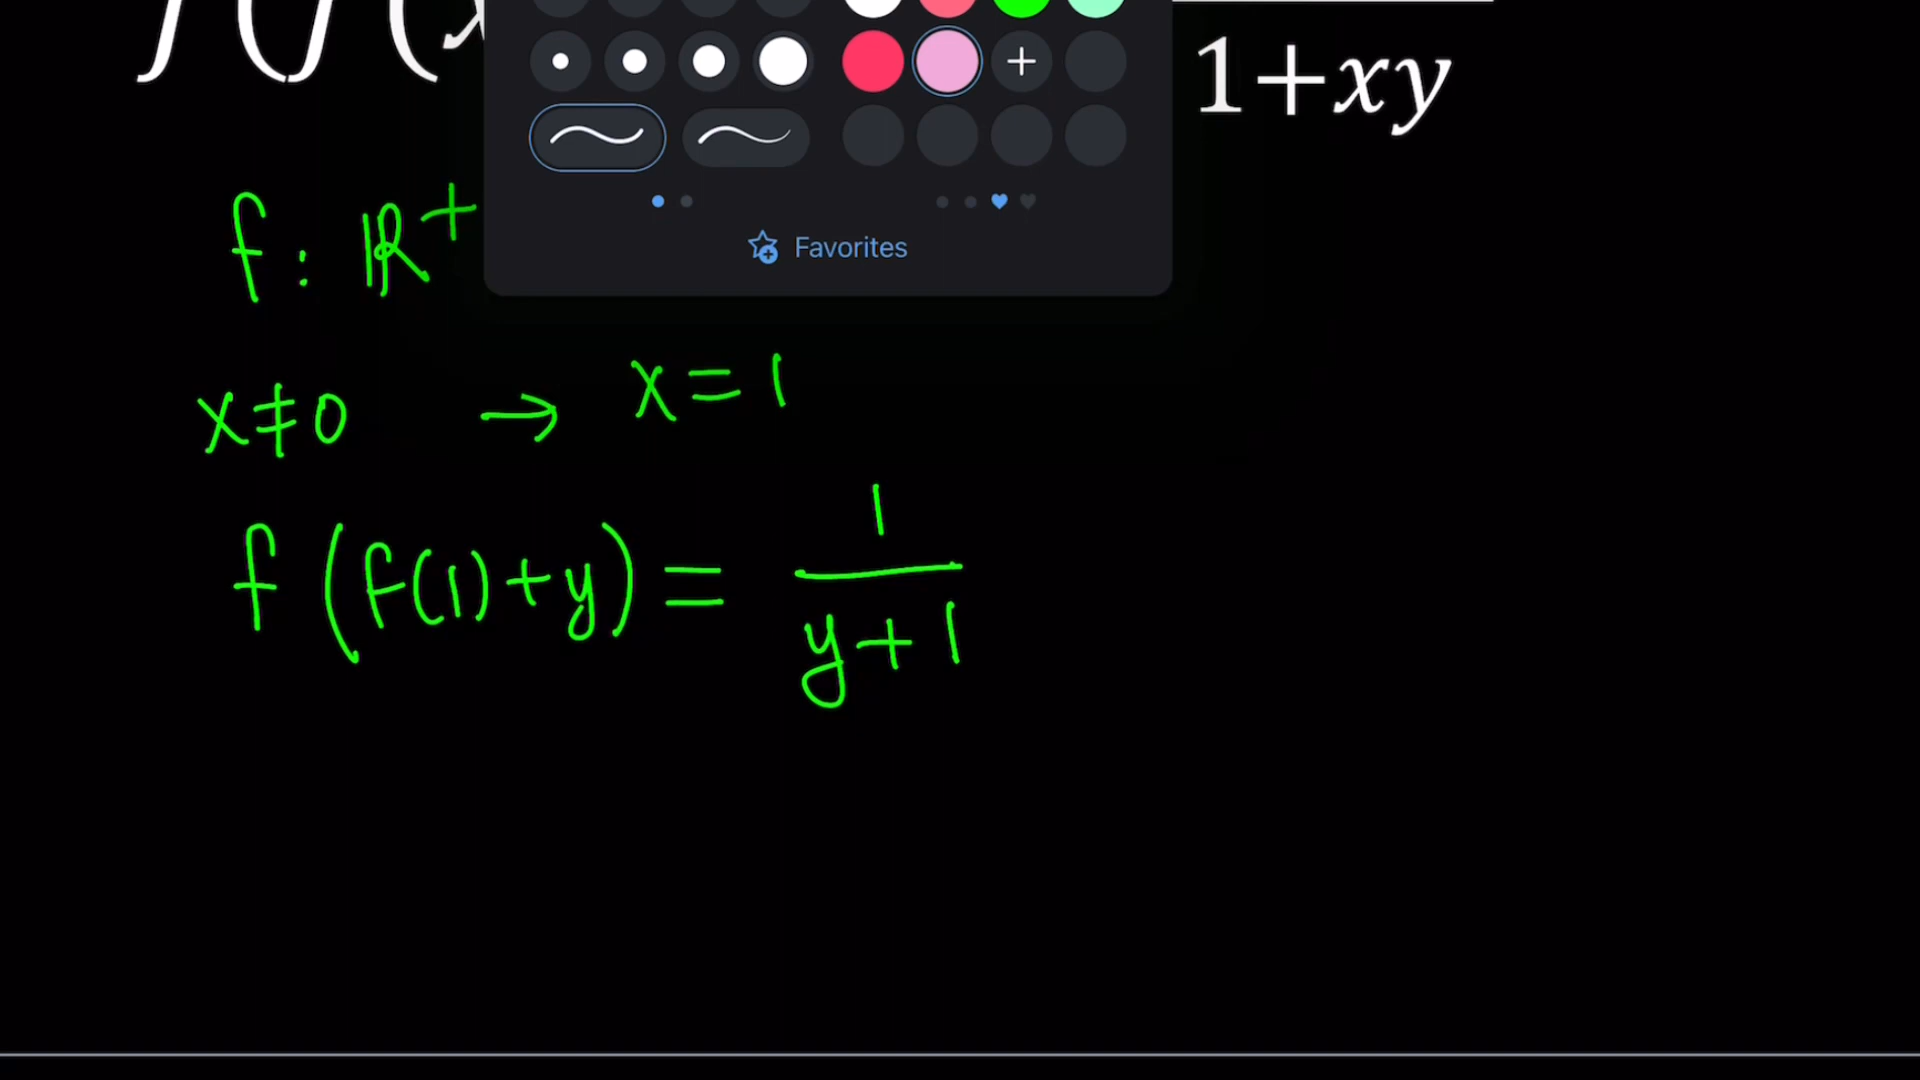 f(f(x
1+xy
Favorites
f: ℝ⁺
x≠0 → x=1
f(f(1)+y) = 1/(y+1)